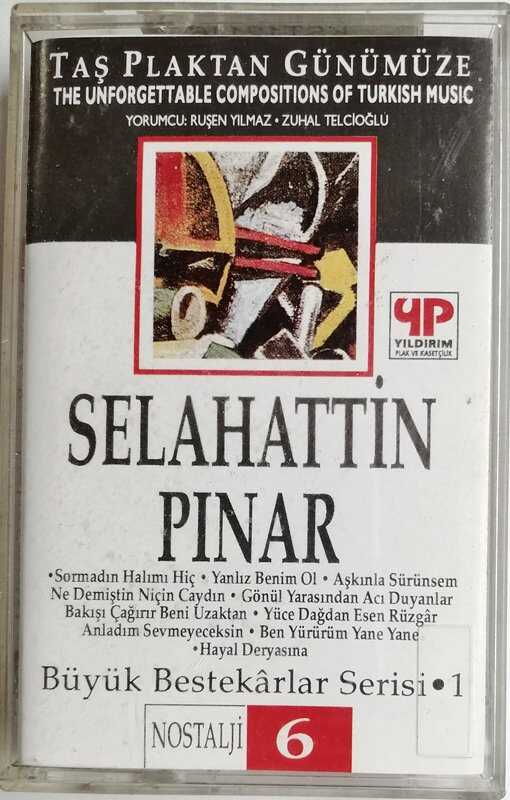 TAŞ PLAKTAN GÜNÜMÜZE
THE UNFORGETTABLE COMPOSITIONS OF TURKISH MUSIC
YORUMCU: RUŞEN YILMAZ • ZUHAL TELCİOĞLU
YP
YILDIRIM
PLAK VE KASETÇİLİK
SELAHATTİN
PINAR
•Sormadın Halımı Hiç • Yanlız Benim Ol • Aşkınla Sürünsem
Ne Demiştin Niçin Caydın • Gönül Yarasından Acı Duyanlar
Bakışı Çağırır Beni Uzaktan • Yüce Dağdan Esen Rüzgâr
Anladım Sevmeyeceksin • Ben Yürürüm Yane Yane
•Hayal Deryasına
Büyük Bestekârlar Serisi • 1
NOSTALJİ 6